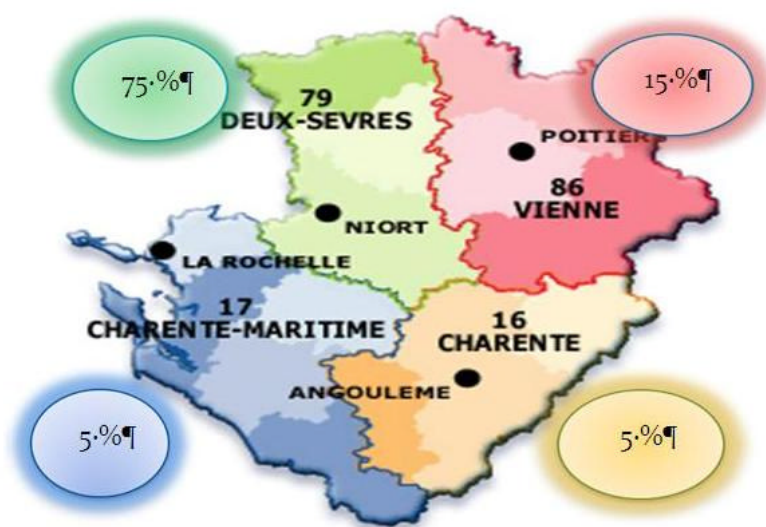 75·%¶
15·%¶
79
DEUX-SEVRES
POITIERS
86
VIENNE
NIORT
LA ROCHELLE
17
CHARENTE-MARITIME
16
CHARENTE
ANGOULEME
5·%¶
5·%¶